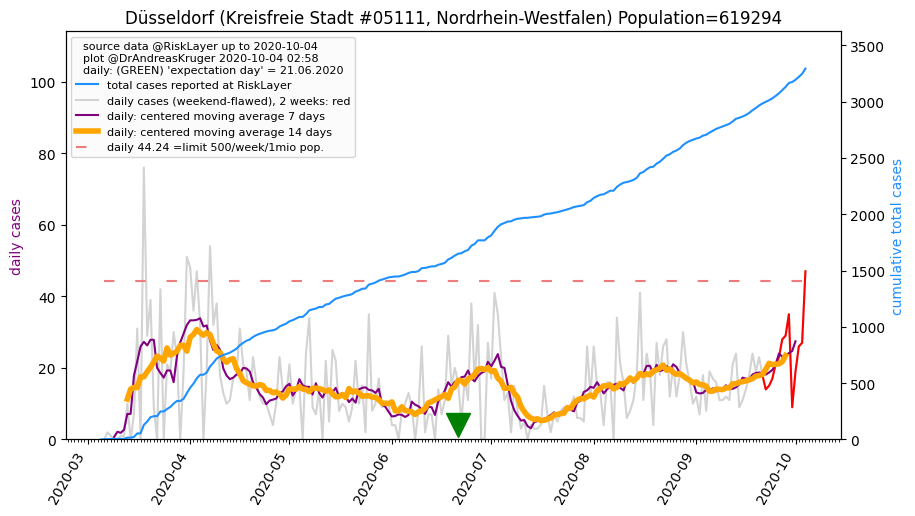 Düsseldorf (Kreisfreie Stadt #05111, Nordrhein-Westfalen) Population=619294
source data @RiskLayer up to 2020-10-04
plot @DrAndreasKruger 2020-10-04 02:58
daily: (GREEN) 'expectation day' = 21.06.2020
total cases reported at RiskLayer
daily cases (weekend-flawed), 2 weeks: red
daily: centered moving average 7 days
daily: centered moving average 14 days
daily 44.24 =limit 500/week/1mio pop.
daily cases
0
20
40
60
80
100
cumulative total cases
0
500
1000
1500
2000
2500
3000
3500
2020-03
2020-04
2020-05
2020-06
2020-07
2020-08
2020-09
2020-10